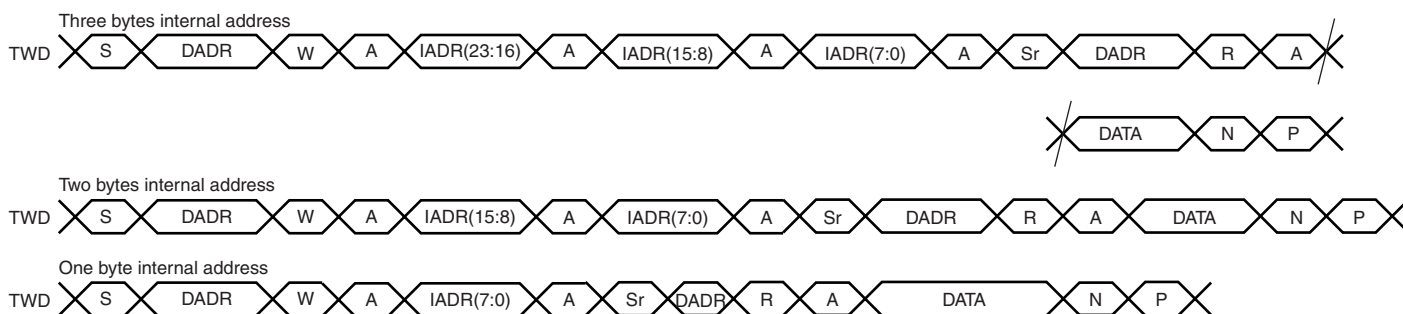 Three bytes internal address
TWD S DADR W A IADR(23:16) A IADR(15:8) A IADR(7:0) A Sr DADR R A
DATA N P
Two bytes internal address
TWD S DADR W A IADR(15:8) A IADR(7:0) A Sr DADR R A DATA N P
One byte internal address
TWD S DADR W A IADR(7:0) A Sr DADR R A DATA N P